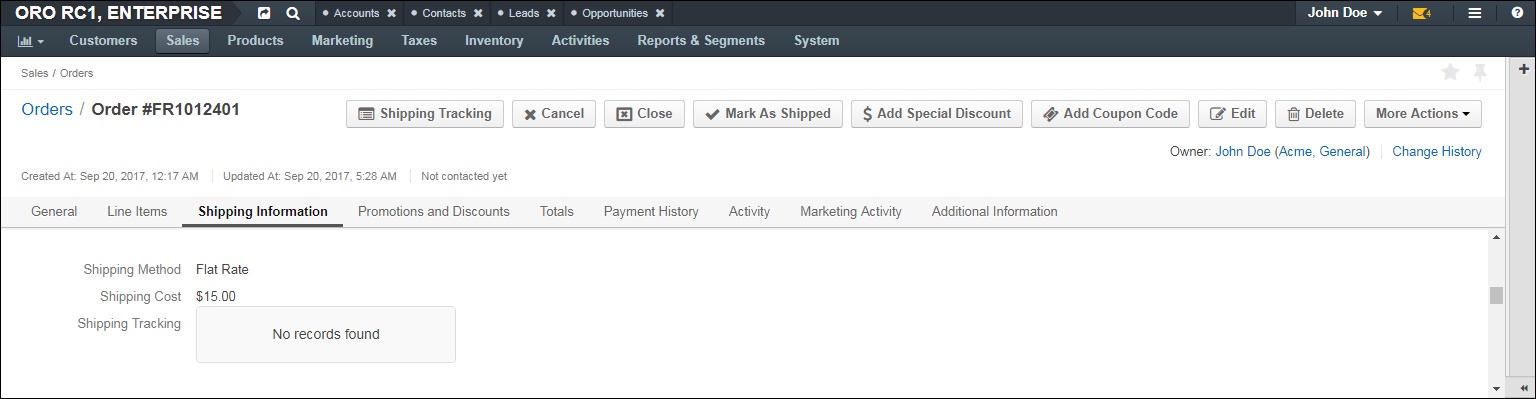 ORO RC1, ENTERPRISE Accounts Contacts Leads Opportunities John Doe 4
Customers Sales Products Marketing Taxes Inventory Activities Reports & Segments System
Sales / Orders
Orders / Order #FR1012401 Shipping Tracking Cancel Close Mark As Shipped $ Add Special Discount Add Coupon Code Edit Delete More Actions
Owner: John Doe (Acme, General) Change History
Created At: Sep 20, 2017, 12:17 AM Updated At: Sep 20, 2017, 5:28 AM Not contacted yet
General Line Items Shipping Information Promotions and Discounts Totals Payment History Activity Marketing Activity Additional Information
Shipping Method Flat Rate
Shipping Cost $15.00
Shipping Tracking
No records found